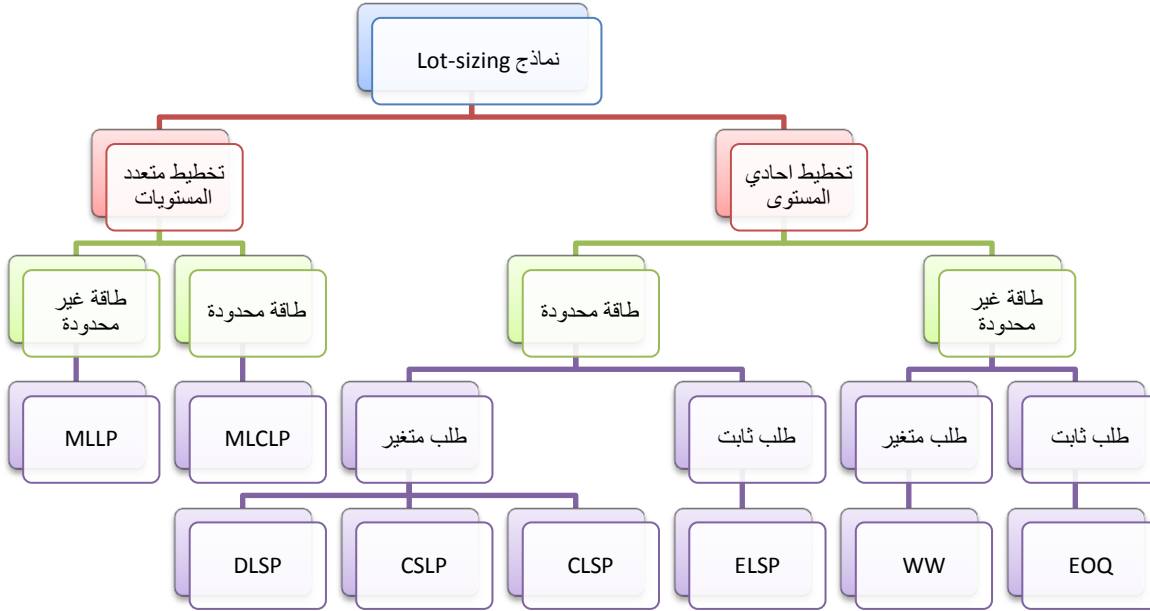 نماذج Lot-sizing
تخطيط احادي
المستوى
تخطيط متعدد
المستويات
طاقة غير
محدودة
طاقة محدودة
طاقة محدودة
طاقة غير
محدودة
طلب ثابت
طلب متغير
طلب ثابت
طلب متغير
MLCLP
MLLP
EOQ
WW
ELSP
CLSP
CSLP
DLSP